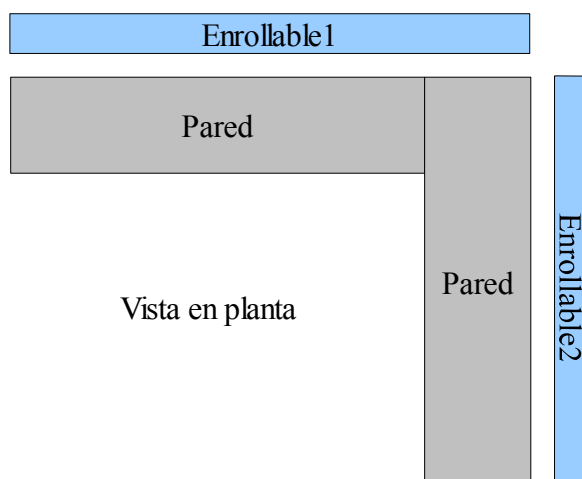 Enrollable1
Pared
Pared
Enrollable2
Vista en planta